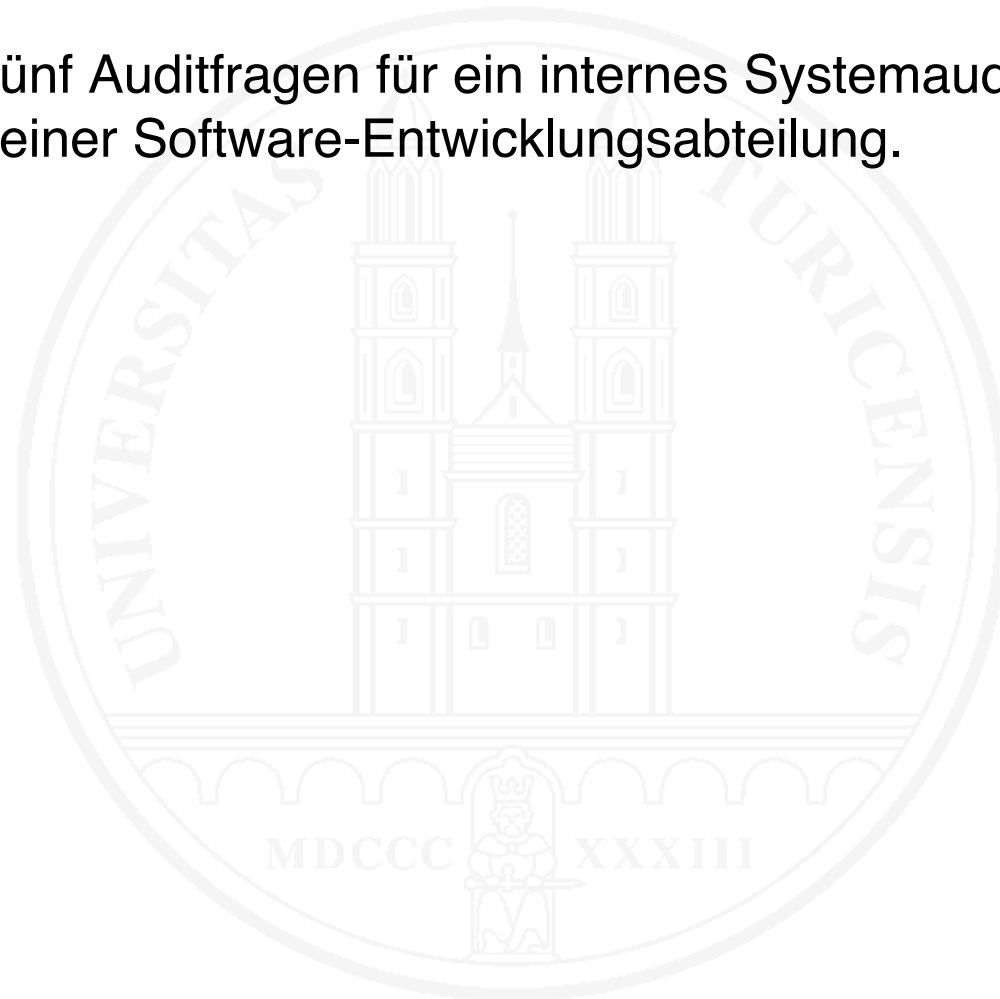 ünf Auditfragen für ein internes Systemaud
einer Software-Entwicklungsabteilung.
UNIVERSITAS TURICENSIS
MDCCC XXXIII